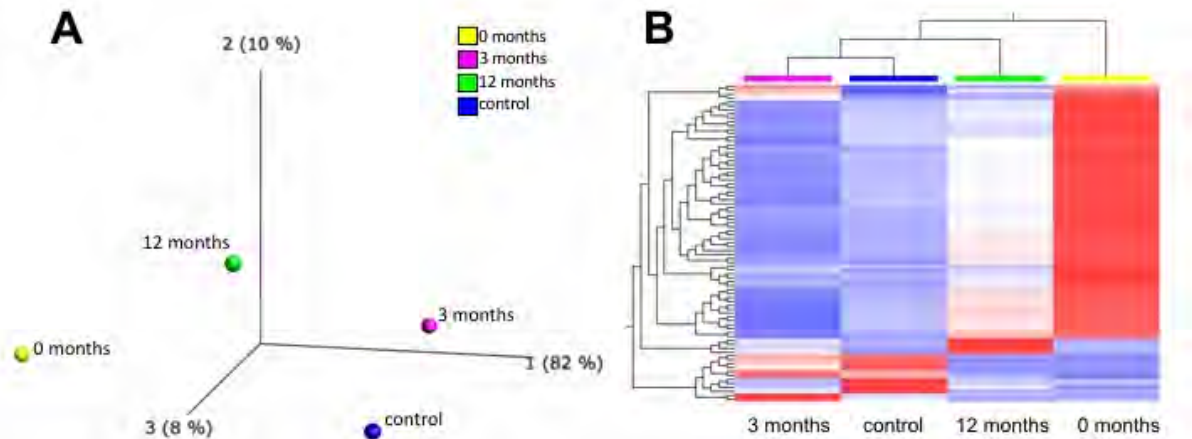 A
2 (10 %)
0 months
3 months
12 months
control
12 months
3 months
0 months
1 (82 %)
control
3 (8 %)
B
3 months
control
12 months
0 months